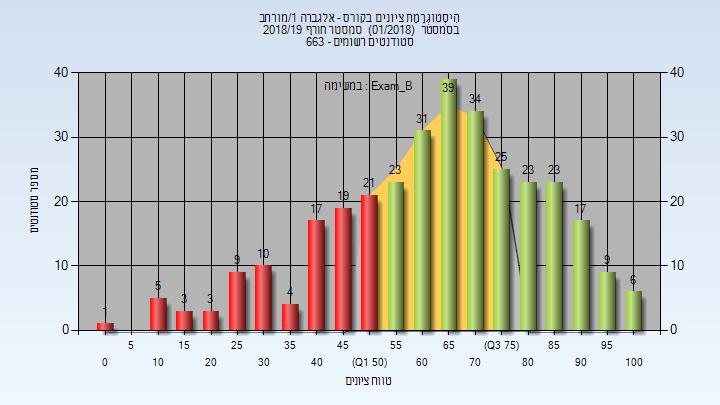 היסטוגרמת ציונים בקורס - אלגברה 1/מורחב
בסמסטר (01/2018) סמסטר חורף 2018/19
סטודנטים רשומים - 663
במשימה : Exam_B
40 40
30 30
20 20
10 10
0 0
מספר סטודנטים
1 5 3 3 9 10 4 17 19 21 23 31 39 34 25 23 23 17 9 6
5 15 25 35 45 55 65 (Q3 75) 85 95
0 10 20 30 40 (Q1 50) 60 70 80 90 100
טווח ציונים